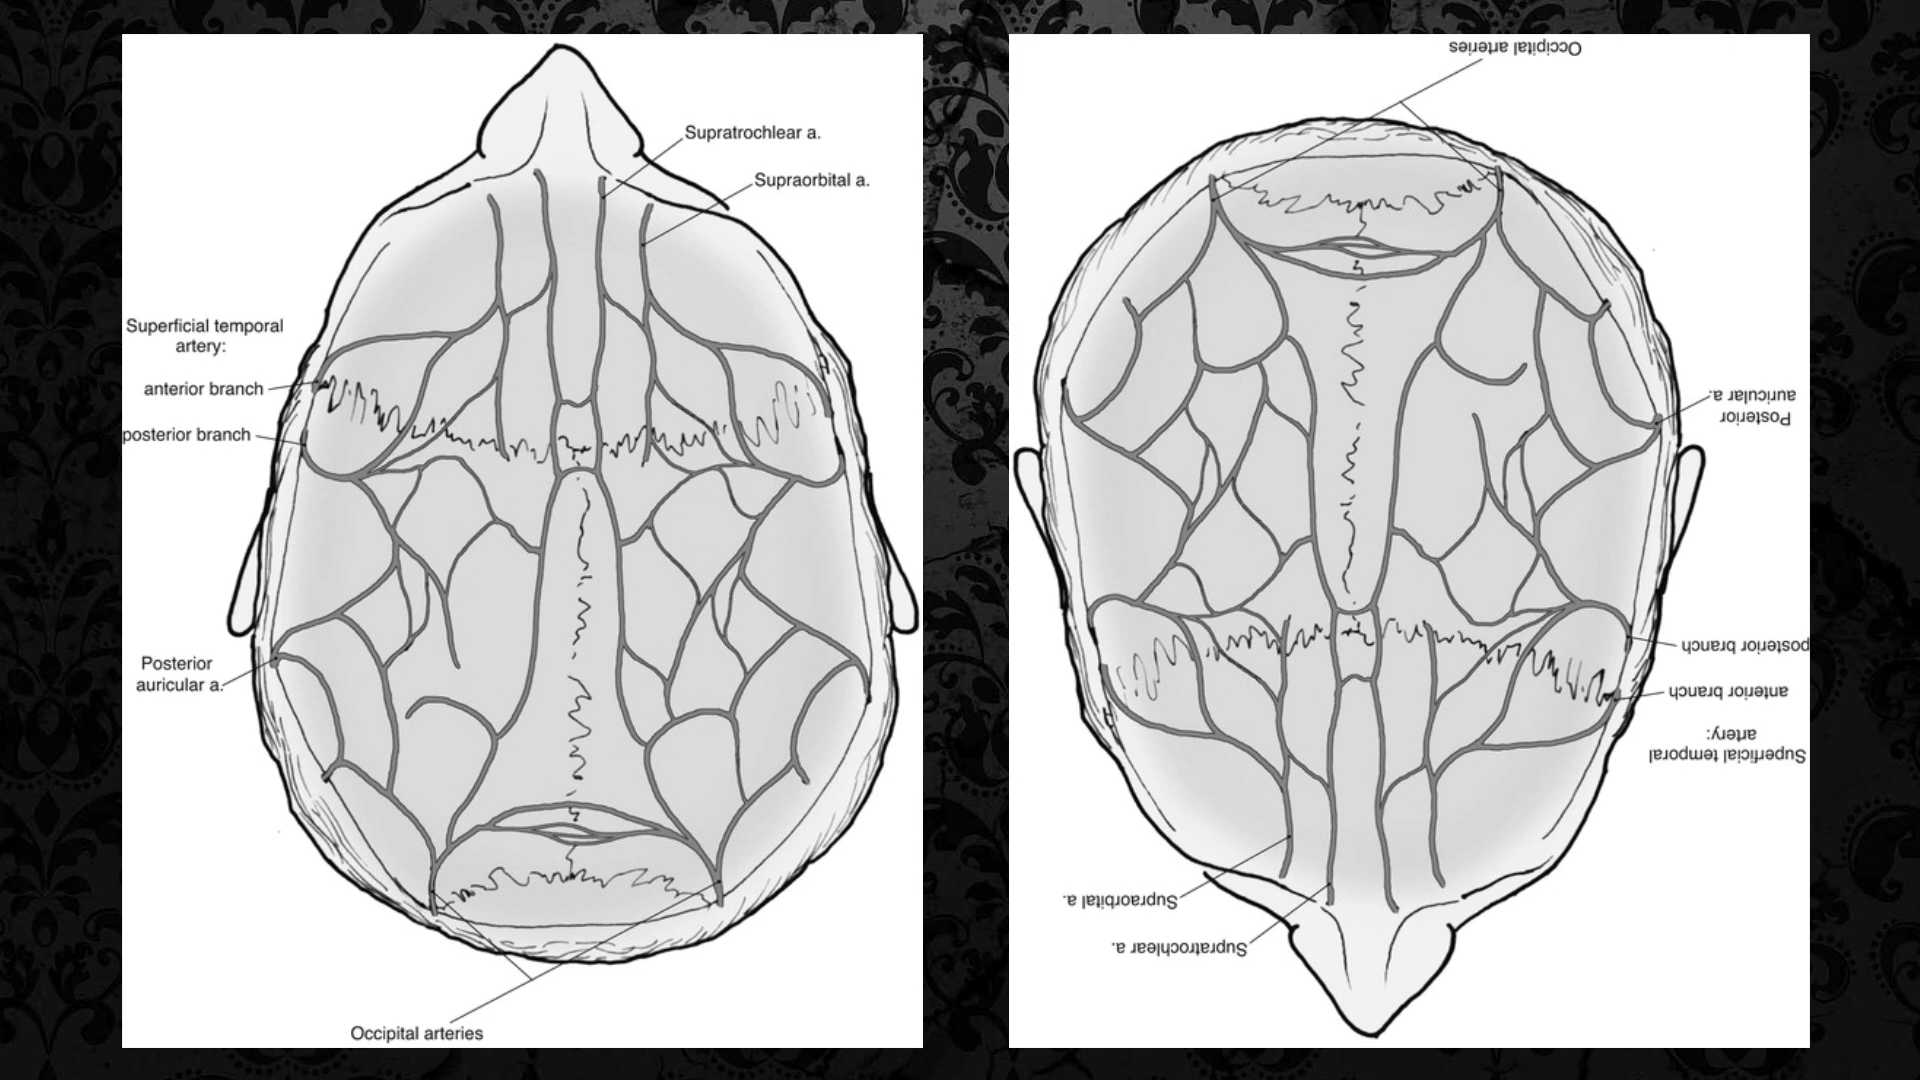 Supratrochlear a.
Supraorbital a.
Superficial temporal
artery:
anterior branch
posterior branch
Posterior
auricular a.
Occipital arteries
Occipital arteries
Posterior
auricular a.
posterior branch
anterior branch
Superficial temporal
artery:
Supraorbital a.
Supratrochlear a.